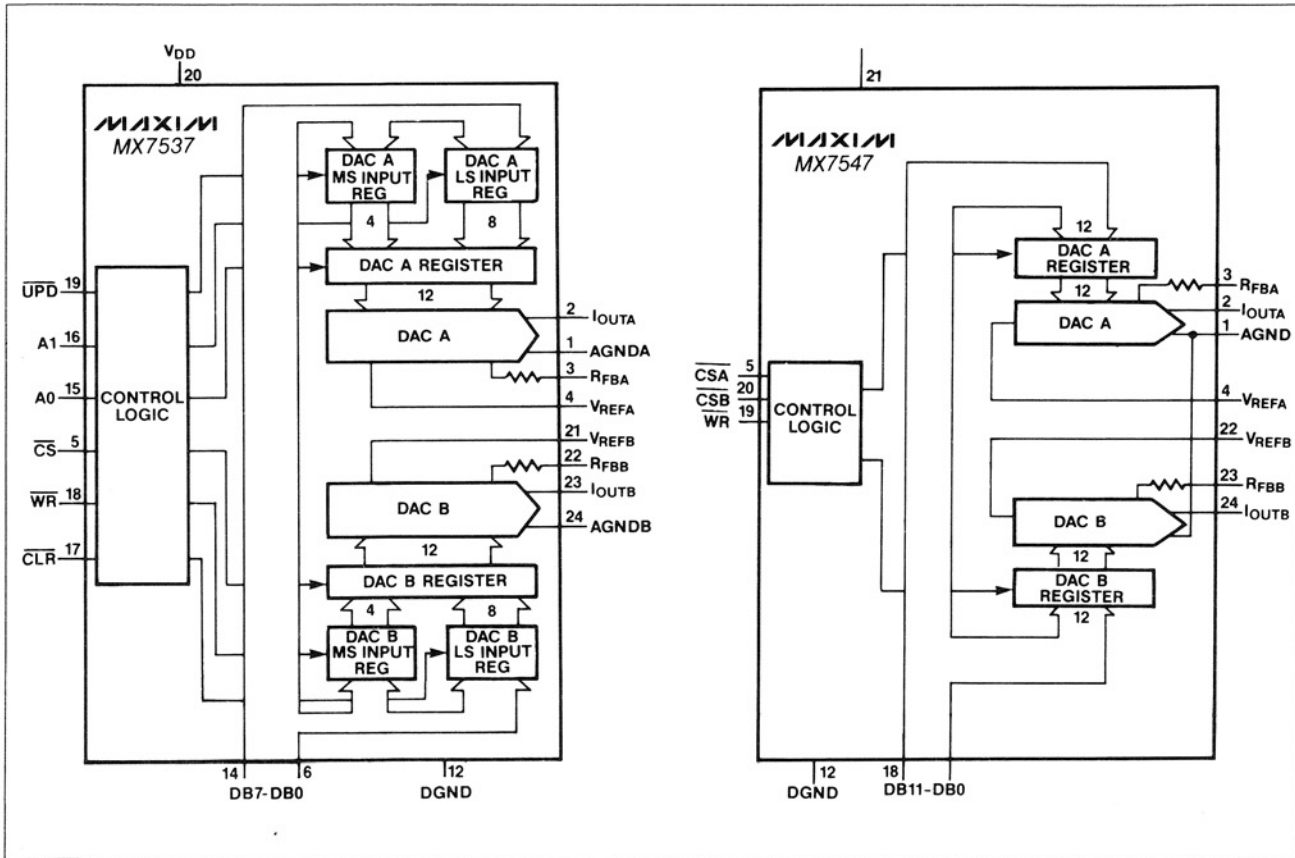 VDD
20
MAXIM
MX7537
DAC A
MS INPUT
REG
DAC A
LS INPUT
REG
4
8
DAC A REGISTER
12
DAC A
2 IOUTA
1 AGNDA
3 RFBA
4 VREFA
21 VREFB
22 RFBB
23 IOUTB
24 AGNDB
DAC B
12
DAC B REGISTER
4
8
DAC B
MS INPUT
REG
DAC B
LS INPUT
REG
UPD 19
A1 16
A0 15
CS 5
WR 18
CLR 17
CONTROL
LOGIC
14
6
12
DB7-DB0
DGND
21
MAXIM
MX7547
12
DAC A
REGISTER
12
DAC A
3 RFBA
2 IOUTA
1 AGND
4 VREFA
22 VREFB
23 RFBB
24 IOUTB
CSA 5
CSB 20
WR 19
CONTROL
LOGIC
DAC B
12
DAC B
REGISTER
12
12
18
DGND
DB11-DB0